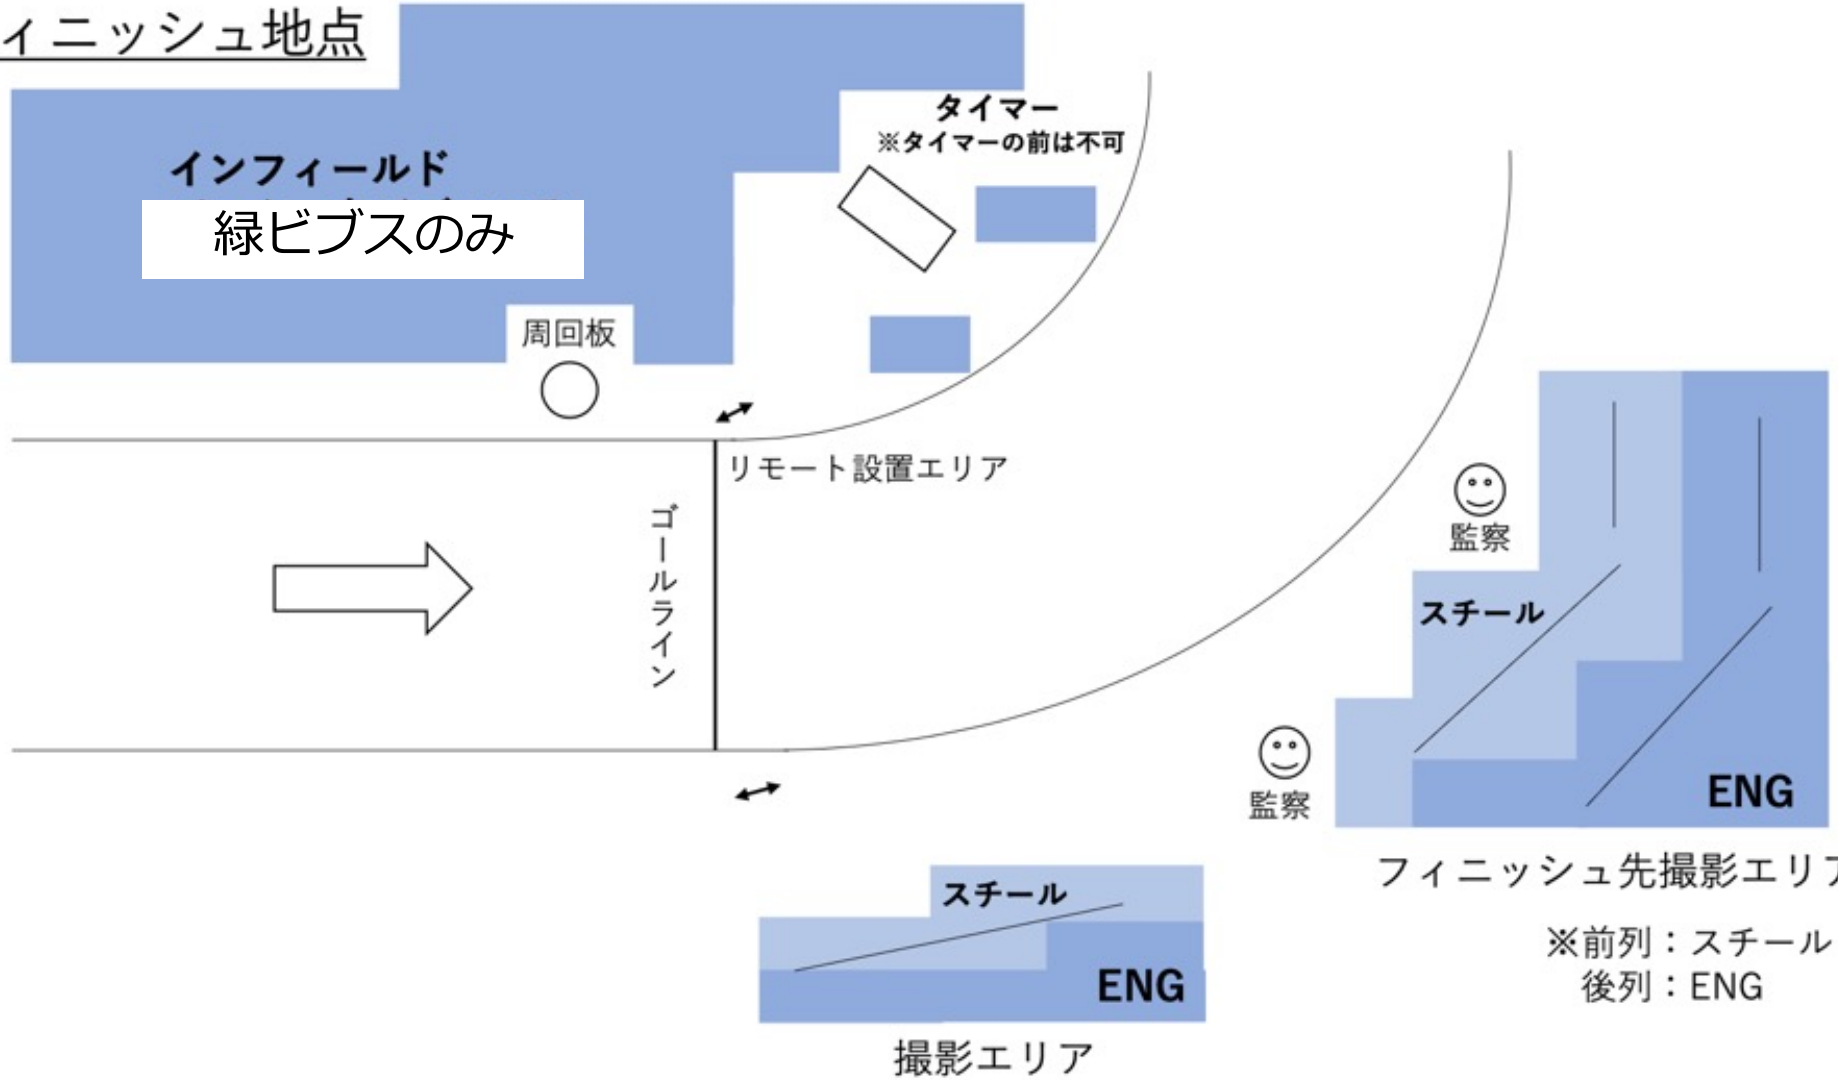 ィニッシュ地点
タイマー
※タイマーの前は不可
インフィールド
緑ビブスのみ
周回板
リモート設置エリア
ゴールライン
監察
スチール
監察
ENG
フィニッシュ先撮影エリア
スチール
※前列：スチール
後列：ENG
ENG
撮影エリア